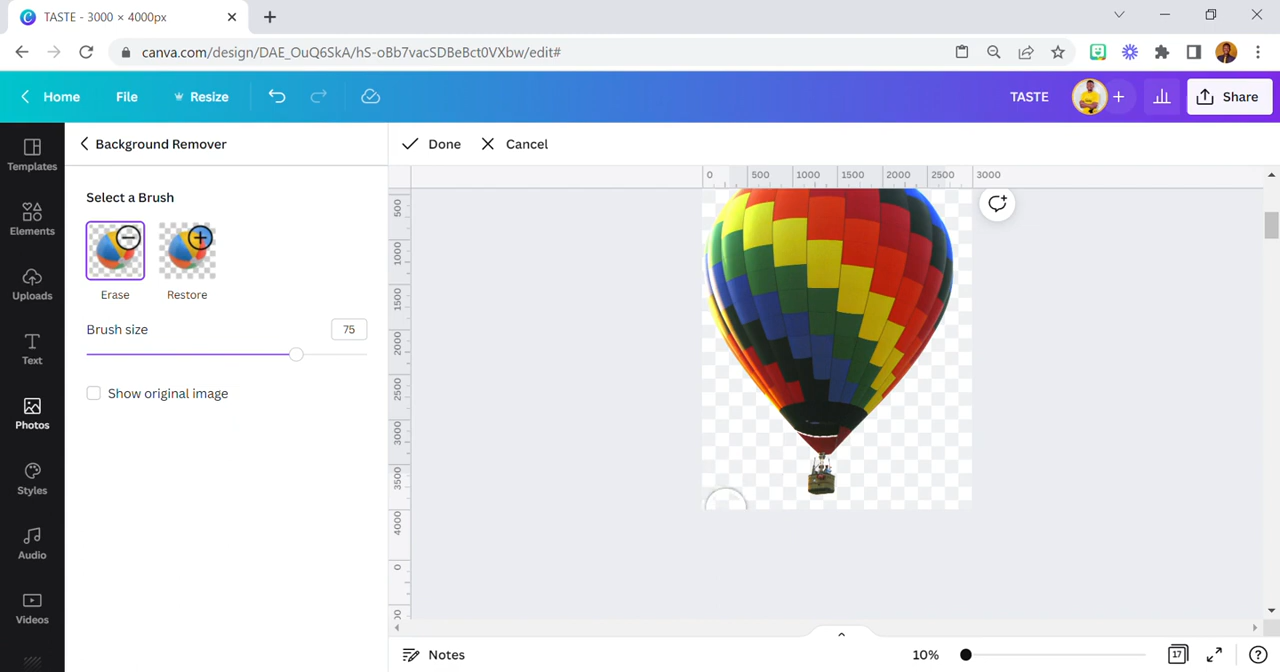 TASTE - 3000 × 4000px
canva.com/design/DAE_OuQ6SkA/hS-oBb7vacSDBeBct0VXbw/edit#
Home File Resize TASTE Share
Background Remover Done Cancel
Templates
Elements
Uploads
Text
Photos
Styles
Audio
Videos
Select a Brush
Erase Restore
Brush size 75
Show original image
0 500 1000 1500 2000 2500 3000
500
1000
1500
2000
2500
3000
3500
4000
0
Notes 10% 17